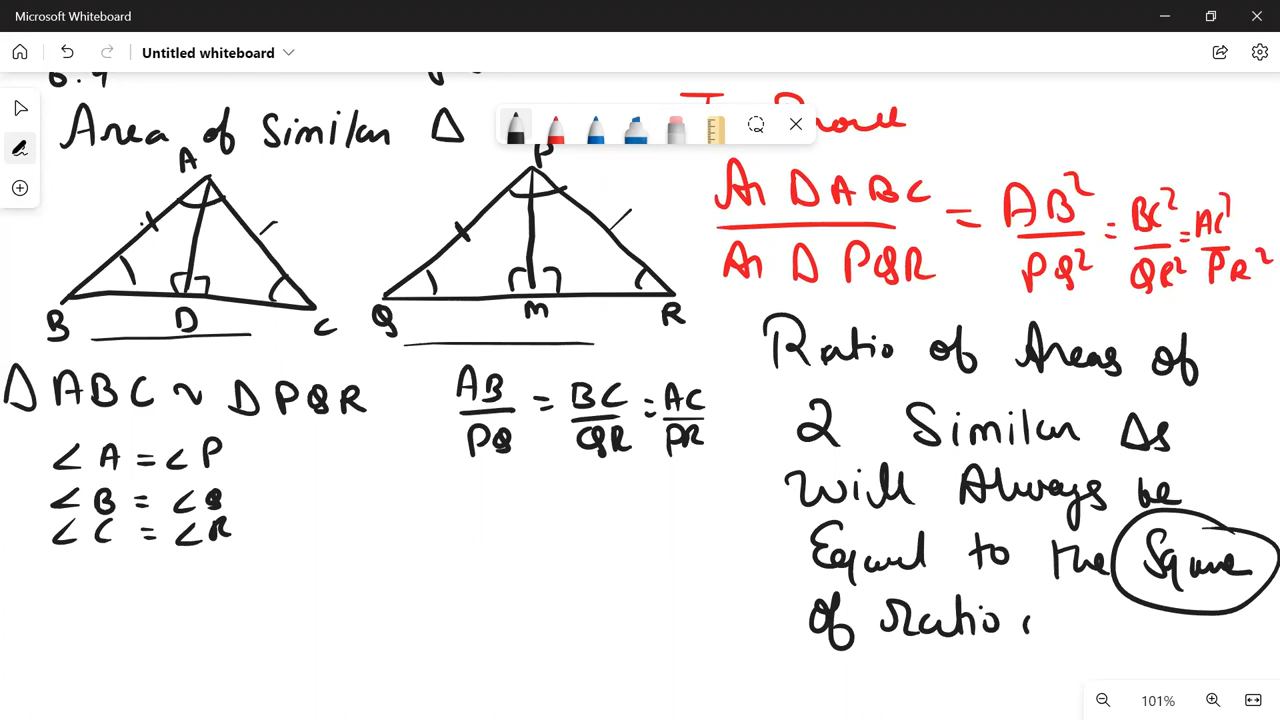 Microsoft Whiteboard
Untitled whiteboard
6.4
Area of Similar Δ
A
B
D
C
P
Q
M
R
Δ ABC ~ Δ PQR
∠ A = ∠ P
∠ B = ∠ Q
∠ C = ∠ R
AB/PQ = BC/QR = AC/PR
To Prove
Ar Δ ABC / Ar Δ PQR = AB²/PQ² = BC²/QR² = AC²/PR²
Ratio of Areas of
2 Similar Δs
Will Always be
Equal to the Square
of Ratio
101%